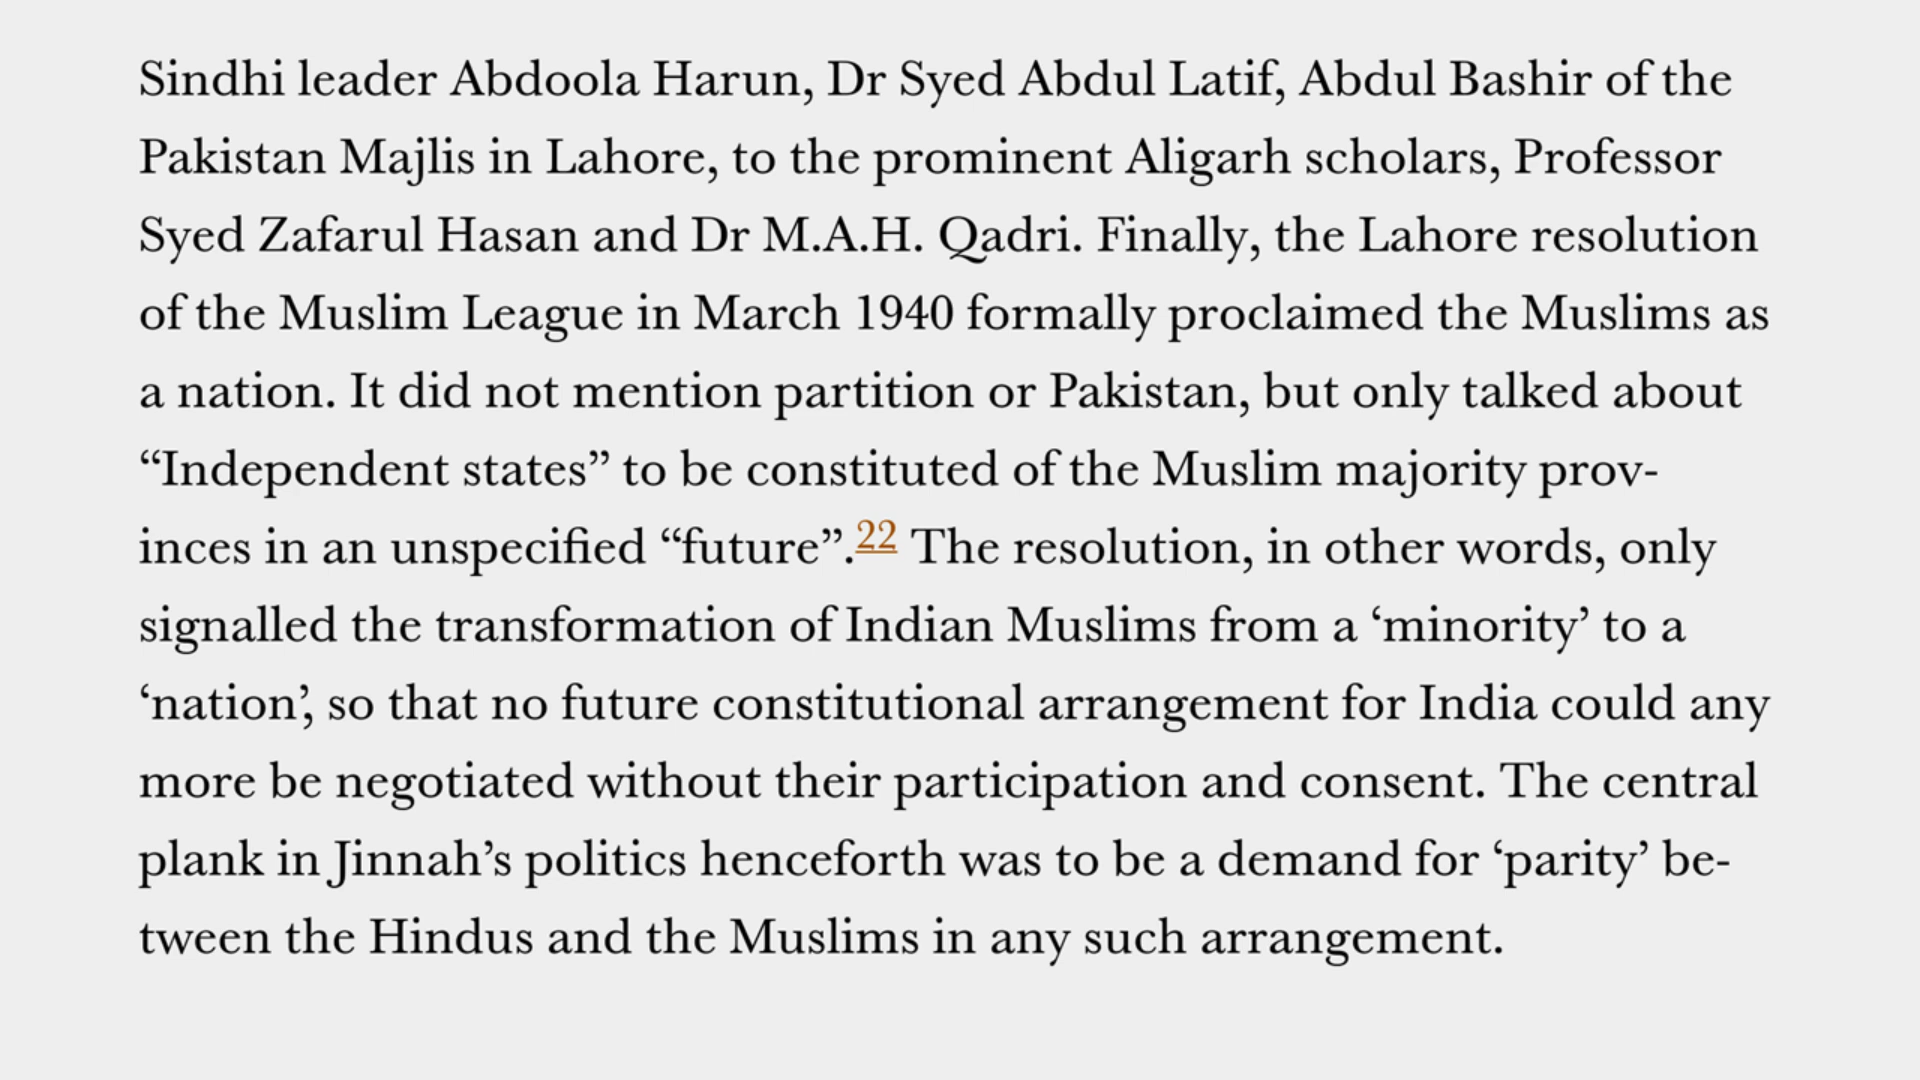 Sindhi leader Abdoola Harun, Dr Syed Abdul Latif, Abdul Bashir of the
Pakistan Majlis in Lahore, to the prominent Aligarh scholars, Professor
Syed Zafarul Hasan and Dr M.A.H. Qadri. Finally, the Lahore resolution
of the Muslim League in March 1940 formally proclaimed the Muslims as
a nation. It did not mention partition or Pakistan, but only talked about
“Independent states” to be constituted of the Muslim majority prov-
inces in an unspecified “future”.22 The resolution, in other words, only
signalled the transformation of Indian Muslims from a ‘minority’ to a
‘nation’, so that no future constitutional arrangement for India could any
more be negotiated without their participation and consent. The central
plank in Jinnah’s politics henceforth was to be a demand for ‘parity’ be-
tween the Hindus and the Muslims in any such arrangement.